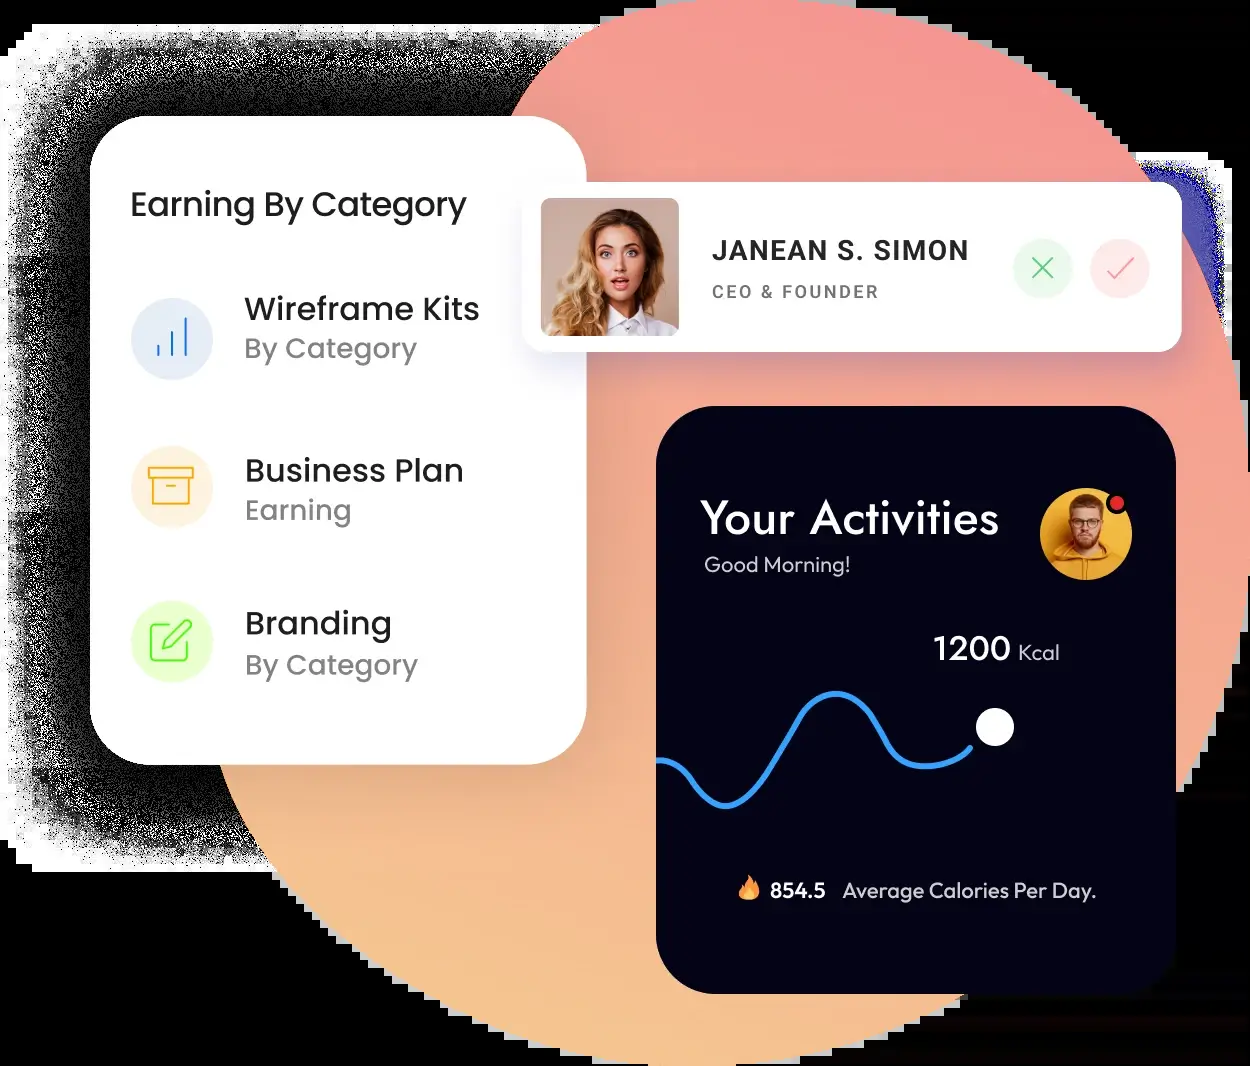 Earning By Category
Wireframe Kits
By Category
Business Plan
Earning
Branding
By Category
JANEAN S. SIMON
CEO & FOUNDER
Your Activities
Good Morning!
1200 Kcal
854.5 Average Calories Per Day.